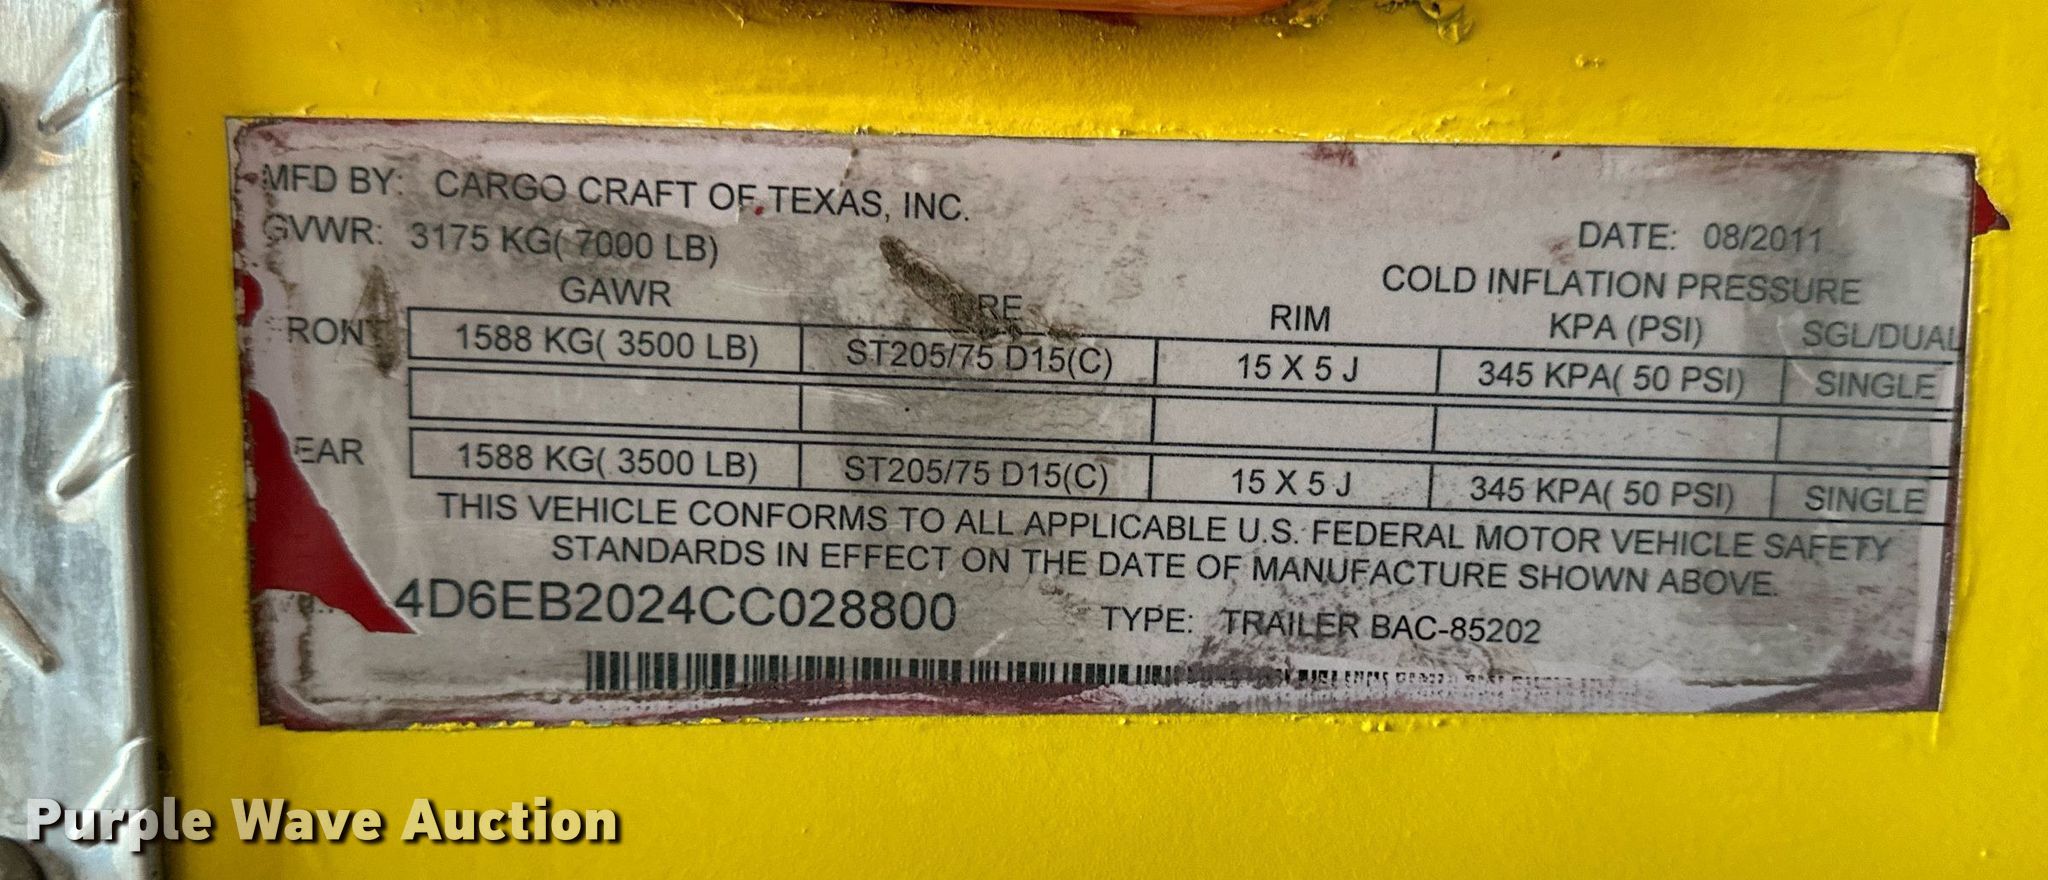 MFD BY: CARGO CRAFT OF TEXAS, INC.
GVWR: 3175 KG( 7000 LB) DATE: 08/2011
GAWR RIM COLD INFLATION PRESSURE
KPA (PSI) SGL/DUAL
RONT 1588 KG( 3500 LB) ST205/75 D15(C) 15 X 5 J 345 KPA( 50 PSI) SINGLE
EAR 1588 KG( 3500 LB) ST205/75 D15(C) 15 X 5 J 345 KPA( 50 PSI) SINGLE
THIS VEHICLE CONFORMS TO ALL APPLICABLE U.S. FEDERAL MOTOR VEHICLE SAFETY
STANDARDS IN EFFECT ON THE DATE OF MANUFACTURE SHOWN ABOVE.
4D6EB2024CC028800 TYPE: TRAILER BAC-85202
Purple Wave Auction